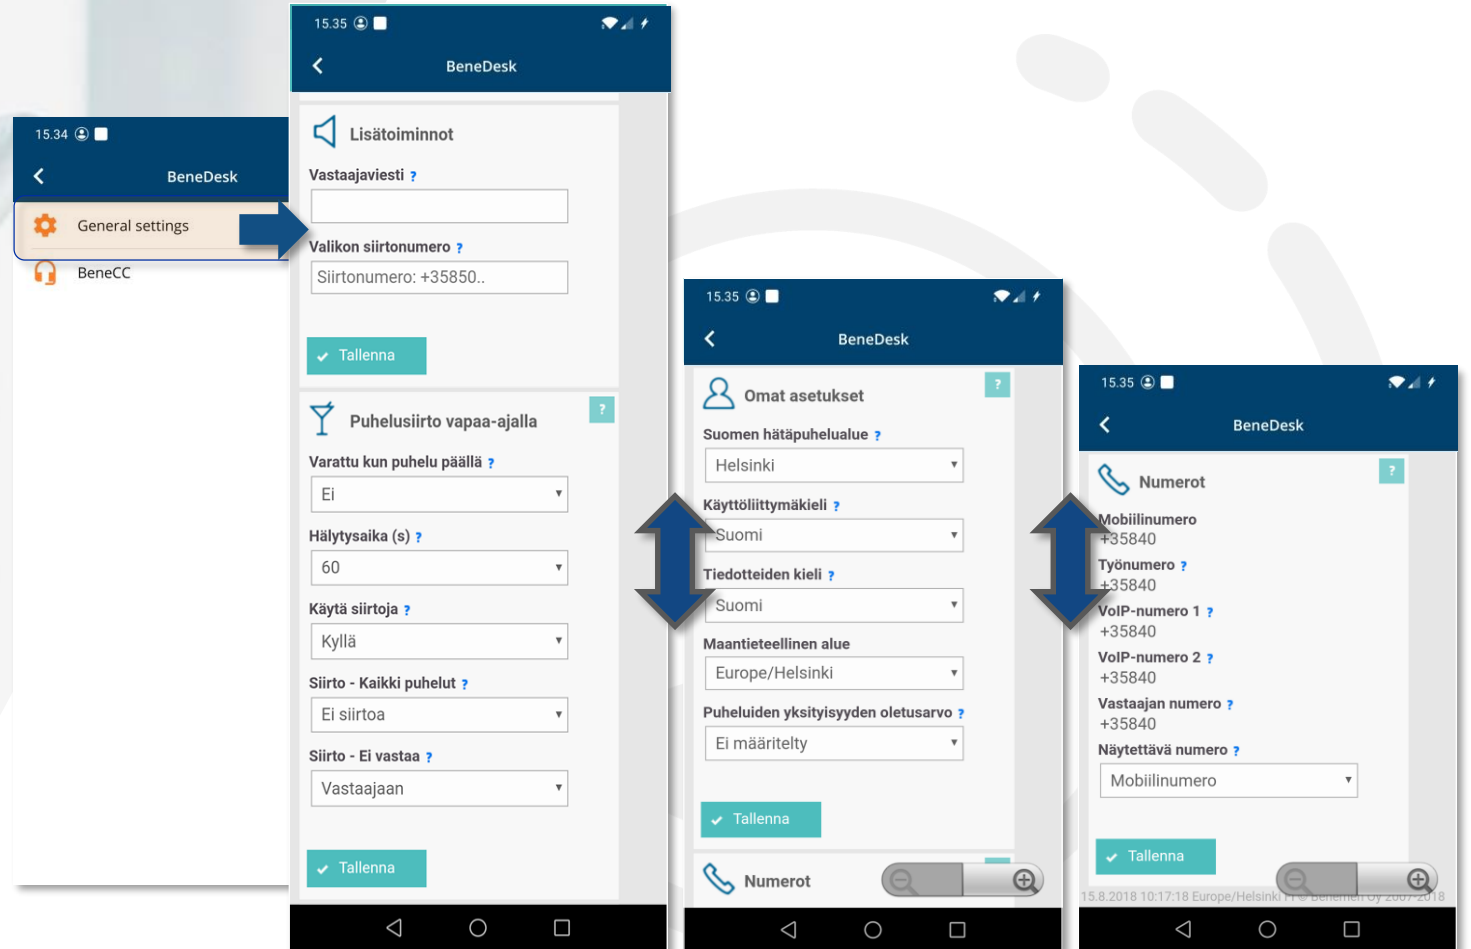 15.34
BeneDesk
General settings
BeneCC
15.35
BeneDesk
Lisätoiminnot
Vastaajaviesti ?
Valikon siirtonumero ?
Siirtonumero: +35850..
Tallenna
Puhelusiirto vapaa-ajalla
?
Varattu kun puhelu päällä ?
Ei
Hälytysaika (s) ?
60
Käytä siirtoja ?
Kyllä
Siirto - Kaikki puhelut ?
Ei siirtoa
Siirto - Ei vastaa ?
Vastaajaan
Tallenna
15.35
BeneDesk
Omat asetukset
?
Suomen hätäpuhelualue ?
Helsinki
Käyttöliittymäkieli ?
Suomi
Tiedotteiden kieli ?
Suomi
Maantieteellinen alue
Europe/Helsinki
Puheluiden yksityisyyden oletusarvo ?
Ei määritelty
Tallenna
Numerot
15.35
BeneDesk
Numerot
?
Mobiilinumero
+35840
Työnumero ?
+35840
VoIP-numero 1 ?
+35840
VoIP-numero 2 ?
+35840
Vastaajan numero ?
+35840
Näytettävä numero ?
Mobiilinumero
Tallenna
15.8.2018 10:17:18 Europe/Helsinki © Benemen Oy 2007-2018